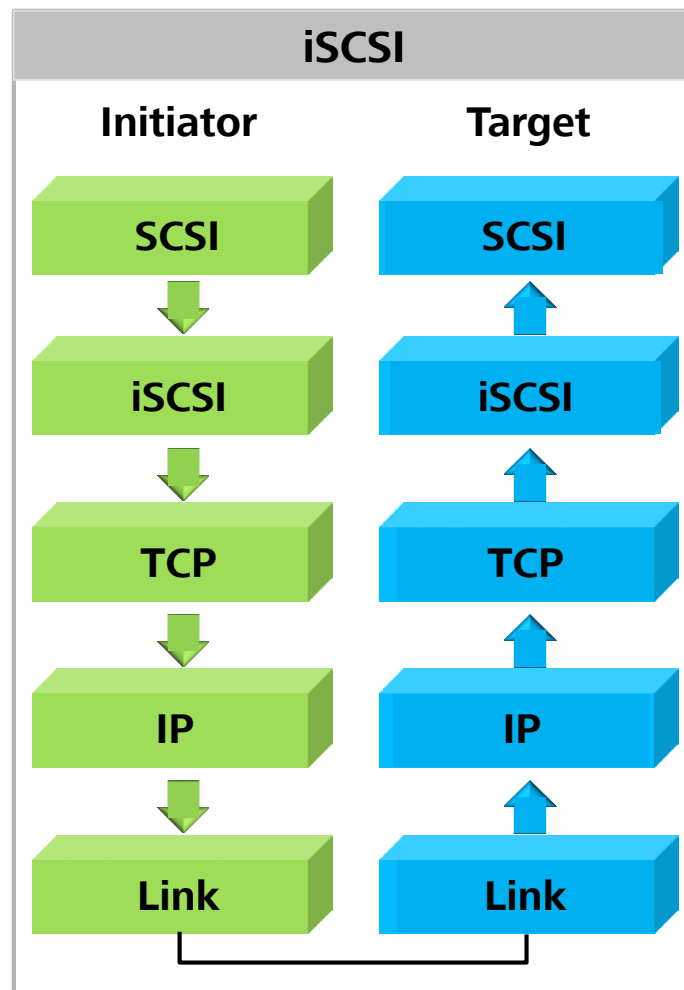 iSCSI
Initiator
Target
SCSI
SCSI
iSCSI
iSCSI
TCP
TCP
IP
IP
Link
Link